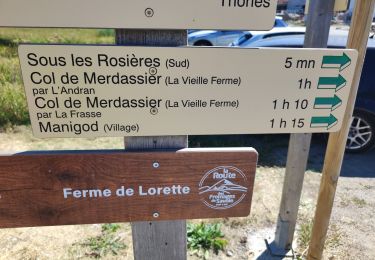 Thônes
Sous les Rosières (Sud) 5 mn
Col de Merdassier (La Vieille Ferme) 1h
par L'Andran
Col de Merdassier (La Vieille Ferme) 1 h 10
par La Frasse
Manigod (Village) 1 h 15
Ferme de Lorette
la Route
des Fromages
de Savoie